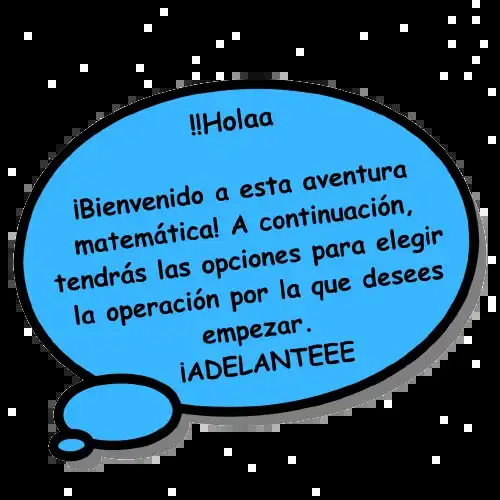 !!Holaa
¡Bienvenido a esta aventura
matemática! A continuación,
tendrás las opciones para elegir
la operación por la que desees
empezar.
¡ADELANTEEE